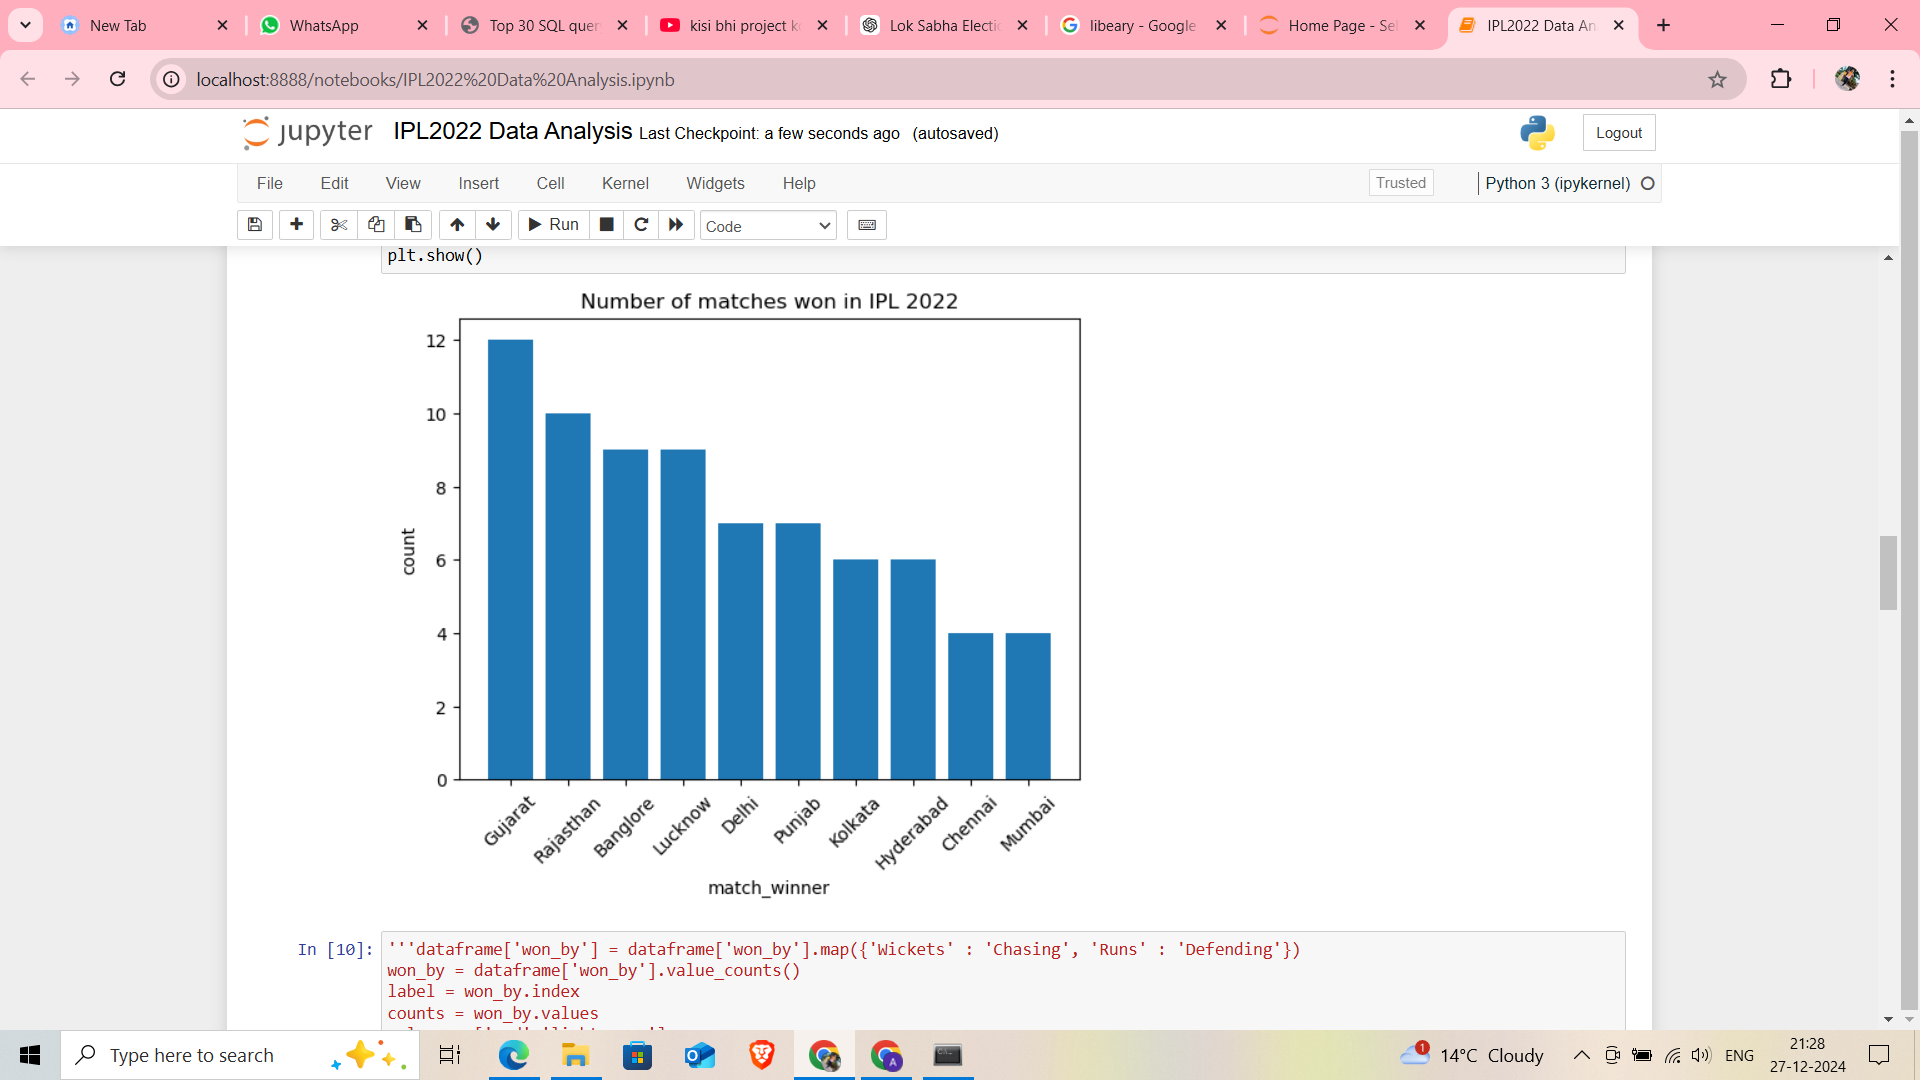 New Tab
WhatsApp
Top 30 SQL quer
kisi bhi project k
Lok Sabha Electi
libeary - Google
Home Page - Sel
IPL2022 Data An
localhost:8888/notebooks/IPL2022%20Data%20Analysis.ipynb
jupyter IPL2022 Data Analysis Last Checkpoint: a few seconds ago (autosaved)
Logout
File Edit View Insert Cell Kernel Widgets Help
Trusted
Python 3 (ipykernel)
Run
Code
plt.show()
Number of matches won in IPL 2022
12
10
8
6
4
2
0
count
Gujarat
Rajasthan
Banglore
Lucknow
Delhi
Punjab
Kolkata
Hyderabad
Chennai
Mumbai
match_winner
In [10]:
'''dataframe['won_by'] = dataframe['won_by'].map({'Wickets' : 'Chasing', 'Runs' : 'Defending'})
won_by = dataframe['won_by'].value_counts()
label = won_by.index
counts = won_by.values
Type here to search
1
14°C Cloudy
ENG
21:28
27-12-2024